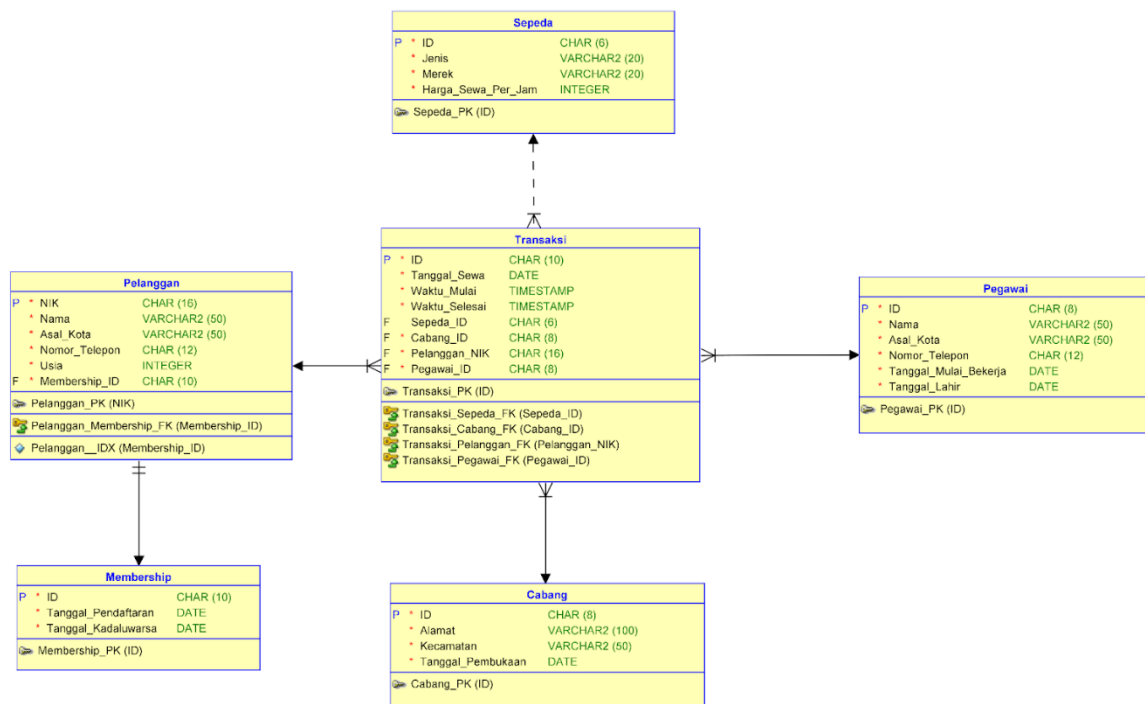 Sepeda
P * ID CHAR (6)
* Jenis VARCHAR2 (20)
* Merek VARCHAR2 (20)
* Harga_Sewa_Per_Jam INTEGER
Sepeda_PK (ID)
Transaksi
P * ID CHAR (10)
* Tanggal_Sewa DATE
* Waktu_Mulai TIMESTAMP
* Waktu_Selesai TIMESTAMP
F Sepeda_ID CHAR (6)
F * Cabang_ID CHAR (8)
F * Pelanggan_NIK CHAR (16)
F * Pegawai_ID CHAR (8)
Transaksi_PK (ID)
Transaksi_Sepeda_FK (Sepeda_ID)
Transaksi_Cabang_FK (Cabang_ID)
Transaksi_Pelanggan_FK (Pelanggan_NIK)
Transaksi_Pegawai_FK (Pegawai_ID)
Pelanggan
P * NIK CHAR (16)
* Nama VARCHAR2 (50)
* Asal_Kota VARCHAR2 (50)
* Nomor_Telepon CHAR (12)
* Usia INTEGER
F * Membership_ID CHAR (10)
Pelanggan_PK (NIK)
Pelanggan_Membership_FK (Membership_ID)
Pelanggan__IDX (Membership_ID)
Pegawai
P * ID CHAR (8)
* Nama VARCHAR2 (50)
* Asal_Kota VARCHAR2 (50)
* Nomor_Telepon CHAR (12)
* Tanggal_Mulai_Bekerja DATE
* Tanggal_Lahir DATE
Pegawai_PK (ID)
Membership
P * ID CHAR (10)
* Tanggal_Pendaftaran DATE
* Tanggal_Kadaluwarsa DATE
Membership_PK (ID)
Cabang
P * ID CHAR (8)
* Alamat VARCHAR2 (100)
* Kecamatan VARCHAR2 (50)
* Tanggal_Pembukaan DATE
Cabang_PK (ID)